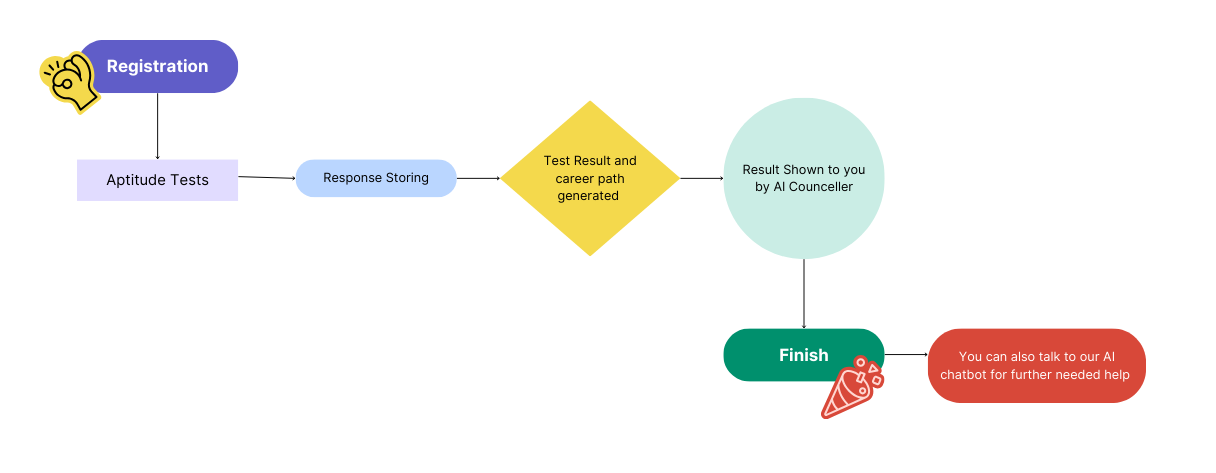 Registration
Aptitude Tests
Response Storing
Test Result and
career path
generated
Result Shown to you
by AI Counceller
Finish
You can also talk to our AI
chatbot for further needed help